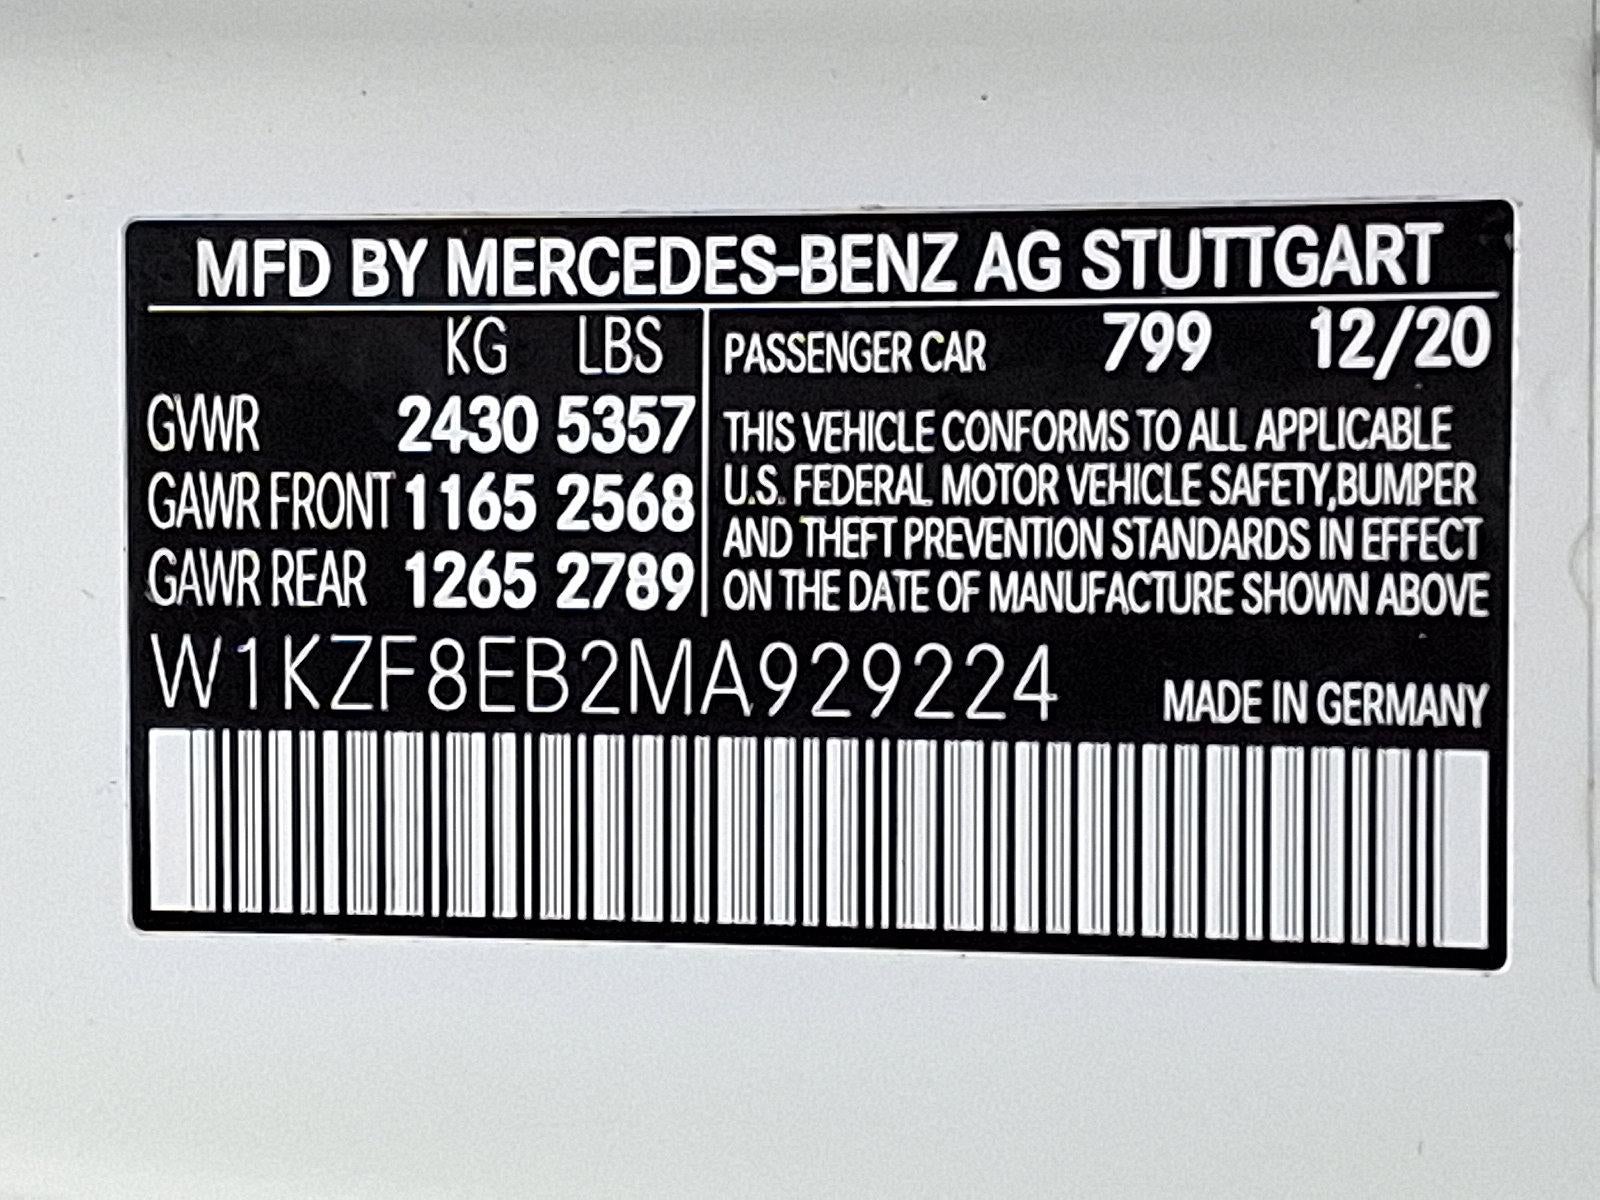 MFD BY MERCEDES-BENZ AG STUTTGART
KG LBS
GVWR 2430 5357
GAWR FRONT 1165 2568
GAWR REAR 1265 2789
PASSENGER CAR 799 12/20
THIS VEHICLE CONFORMS TO ALL APPLICABLE
U.S. FEDERAL MOTOR VEHICLE SAFETY,BUMPER
AND THEFT PREVENTION STANDARDS IN EFFECT
ON THE DATE OF MANUFACTURE SHOWN ABOVE
W1KZF8EB2MA929224
MADE IN GERMANY